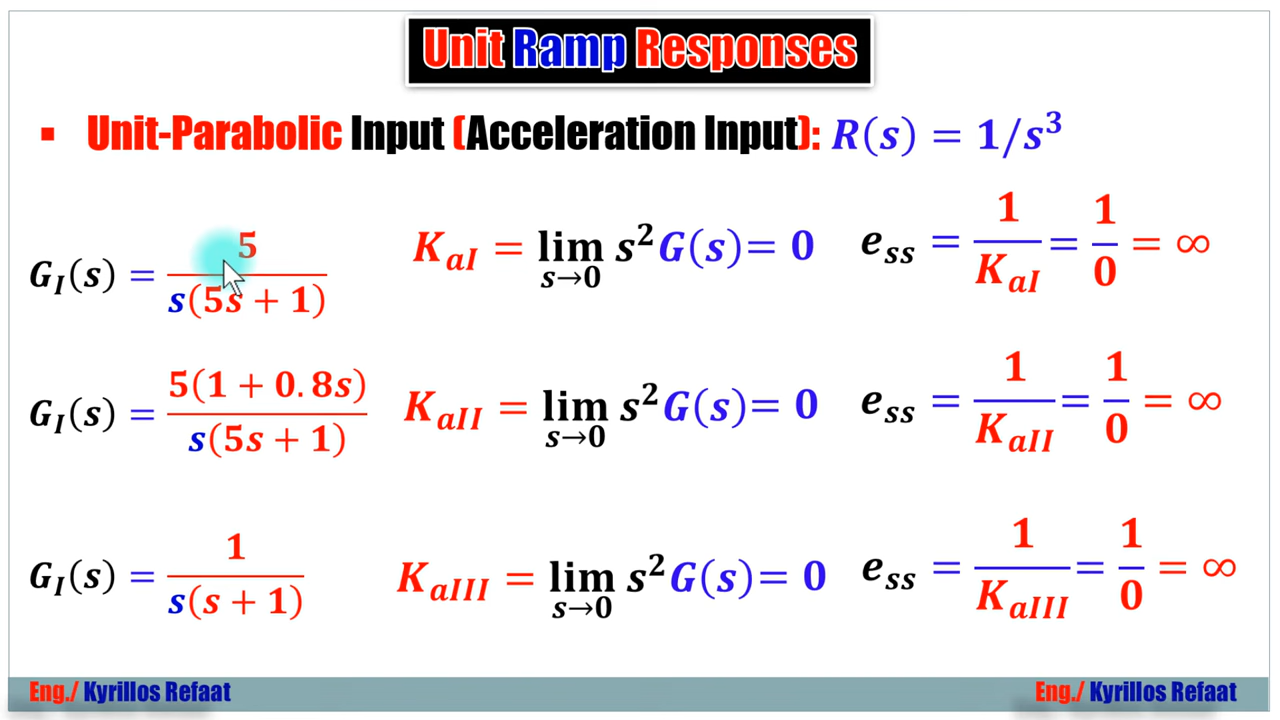 Unit Ramp Responses
▪ Unit-Parabolic Input (Acceleration Input): R(s) = 1/s³
G_I(s) = 5 / s(5s + 1)   K_aI = lim s→0 s²G(s)= 0   e_ss = 1/K_aI = 1/0 = ∞
G_I(s) = 5(1 + 0.8s) / s(5s + 1)   K_aII = lim s→0 s²G(s)= 0   e_ss = 1/K_aII = 1/0 = ∞
G_I(s) = 1 / s(s + 1)   K_aIII = lim s→0 s²G(s)= 0   e_ss = 1/K_aIII = 1/0 = ∞
Eng./ Kyrillos Refaat   Eng./ Kyrillos Refaat